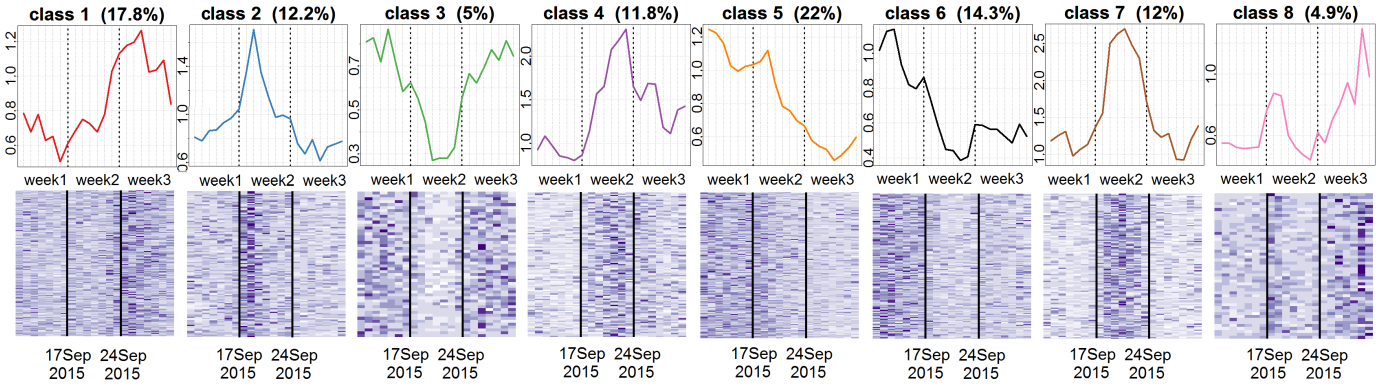 class 1 (17.8%)
class 2 (12.2%)
class 3 (5%)
class 4 (11.8%)
class 5 (22%)
class 6 (14.3%)
class 7 (12%)
class 8 (4.9%)
0.6 0.8 1.0 1.2
0.6 1.0 1.4
0.3 0.5 0.7
1.0 1.5 2.0
0.6 0.8 1.0 1.2
0.4 0.6 0.8 1.0
1.0 1.5 2.0 2.5
0.6 1.0
week1 week2 week3
week1 week2 week3
week1 week2 week3
week1 week2 week3
week1 week2 week3
week1 week2 week3
week1 week2 week3
week1 week2 week3
17Sep 24Sep
2015 2015
17Sep 24Sep
2015 2015
17Sep 24Sep
2015 2015
17Sep 24Sep
2015 2015
17Sep 24Sep
2015 2015
17Sep 24Sep
2015 2015
17Sep 24Sep
2015 2015
17Sep 24Sep
2015 2015